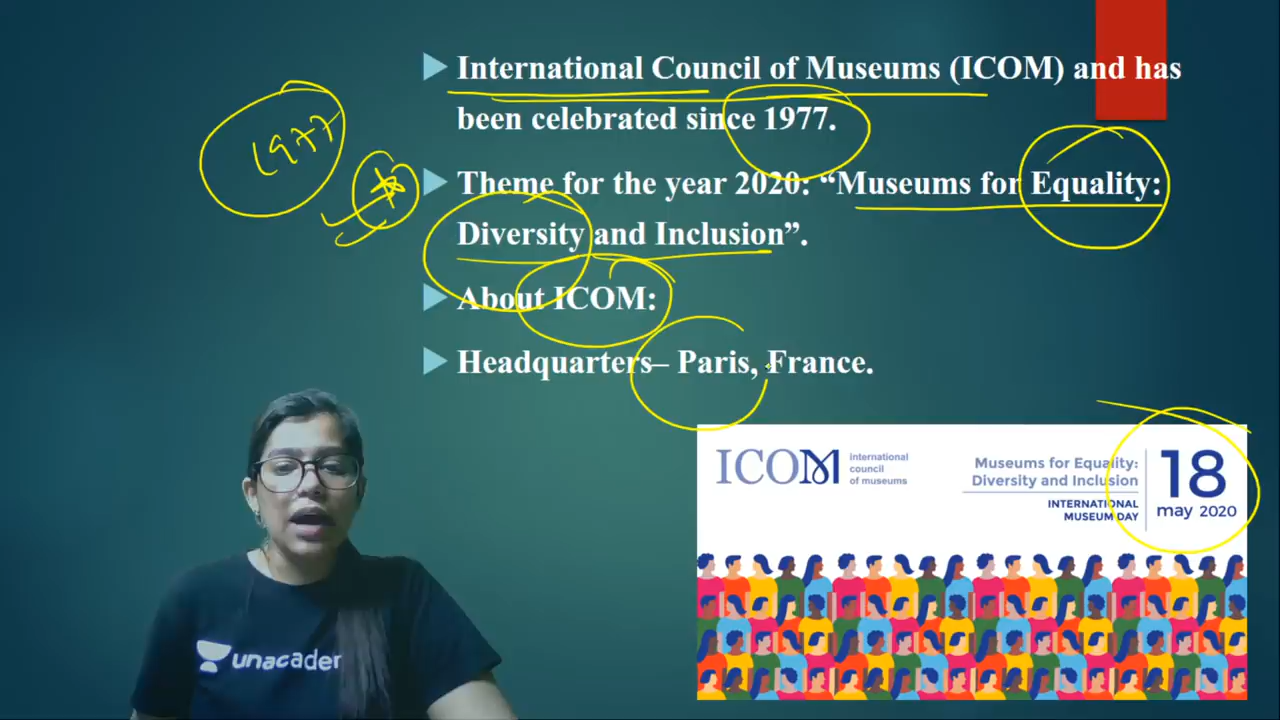 International Council of Museums (ICOM) and has
been celebrated since 1977.
1977
Theme for the year 2020: “Museums for Equality:
Diversity and Inclusion”.
About ICOM:
Headquarters– Paris, France.
ICOM
international
council
of museums
Museums for Equality:
Diversity and Inclusion
INTERNATIONAL
MUSEUM DAY
18
may 2020
unacader